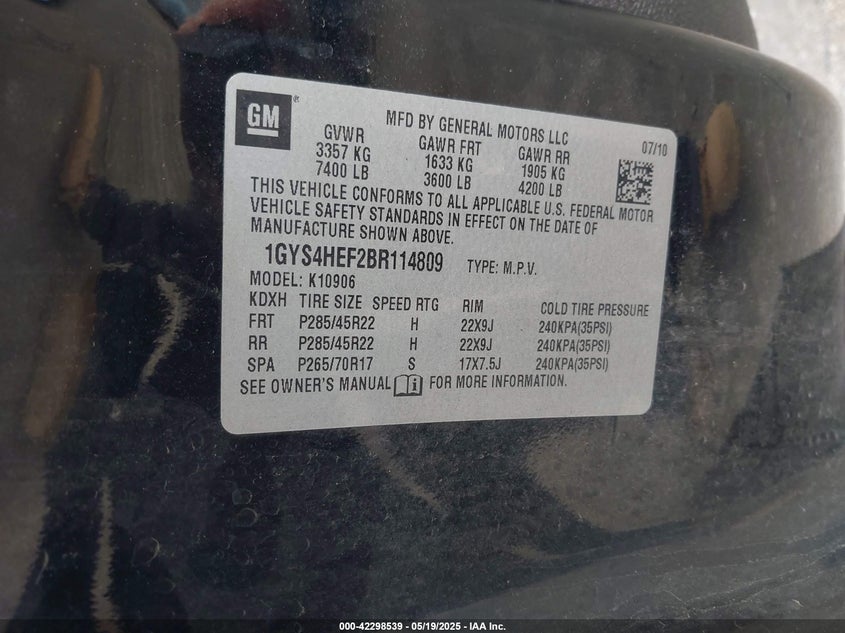 GM
MFD BY GENERAL MOTORS LLC
07/10
GVWR GAWR FRT GAWR RR
3357 KG 1633 KG 1905 KG
7400 LB 3600 LB 4200 LB
THIS VEHICLE CONFORMS TO ALL APPLICABLE U.S. FEDERAL MOTOR
VEHICLE SAFETY STANDARDS IN EFFECT ON THE DATE OF
MANUFACTURE SHOWN ABOVE.
1GYS4HEF2BR114809 TYPE: M.P.V.
MODEL: K10906
KDXH TIRE SIZE SPEED RTG RIM COLD TIRE PRESSURE
FRT P285/45R22 H 22X9J 240KPA(35PSI)
RR P285/45R22 H 22X9J 240KPA(35PSI)
SPA P265/70R17 S 17X7.5J 240KPA(35PSI)
SEE OWNER'S MANUAL FOR MORE INFORMATION.
000-42298539 / 05/19/2025 - IAA Inc.